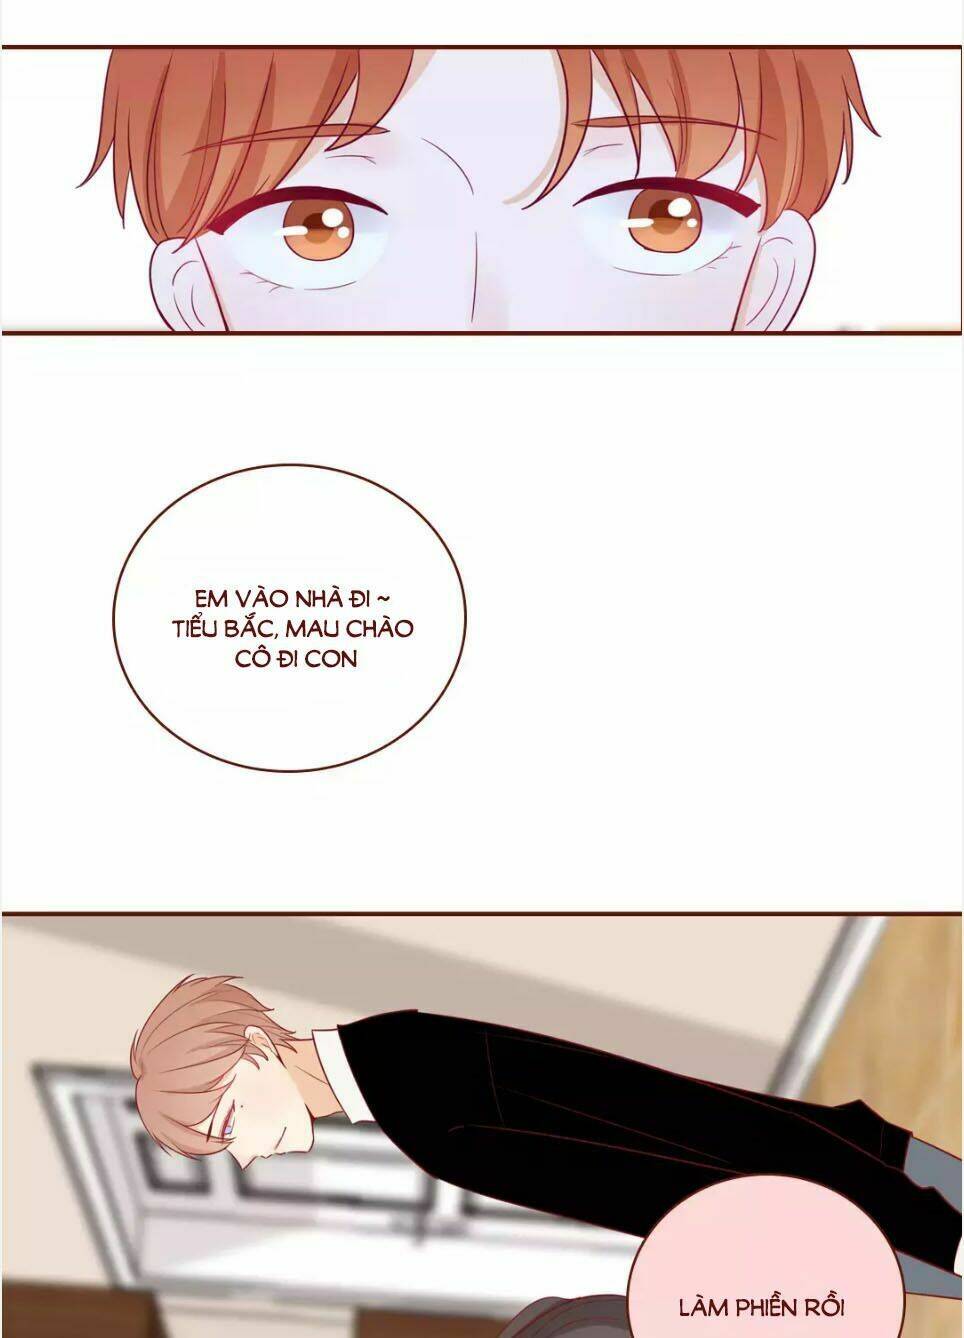 EM VÀO NHÀ ĐI ~
TIỂU BẮC, MAU CHÀO
CÔ ĐI CON
LÀM PHIỀN RỒI